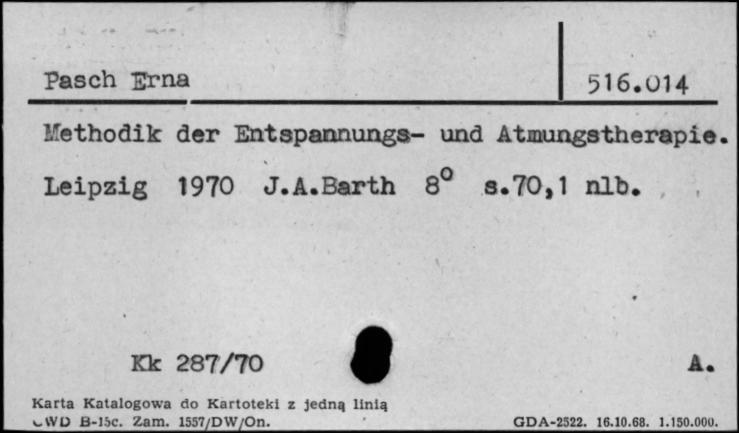 Pasch Erna
516.014
Methodik der Entspannungs- und Atmungstherapie.
Leipzig 1970 J.A.Barth 8° s.70,1 nlb.
Kk 287/70
A.
Karta Katalogowa do Kartoteki z jedną linią
CWD B-15c. Zam. 1557/DW/On.
GDA-2522. 16.10.68. 1.150.000.